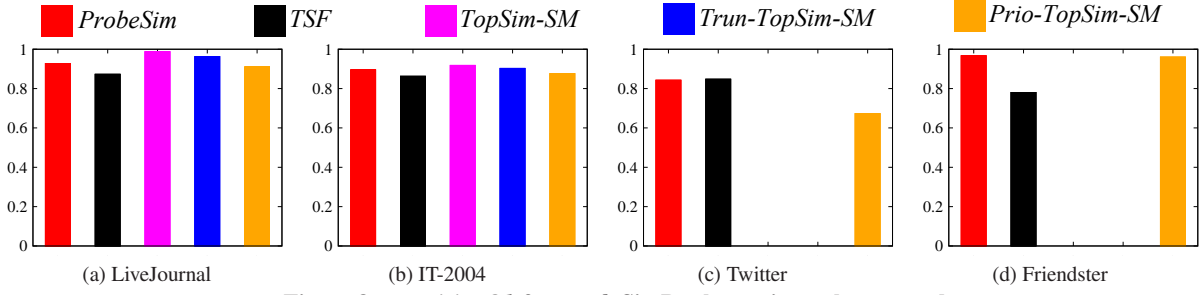 ProbeSim TSF TopSim-SM Trun-TopSim-SM Prio-TopSim-SM
1 0.8 0.6 0.4 0.2 0
1 0.8 0.6 0.4 0.2 0
1 0.8 0.6 0.4 0.2 0
1 0.8 0.6 0.4 0.2 0
(a) LiveJournal (b) IT-2004 (c) Twitter (d) Friendster